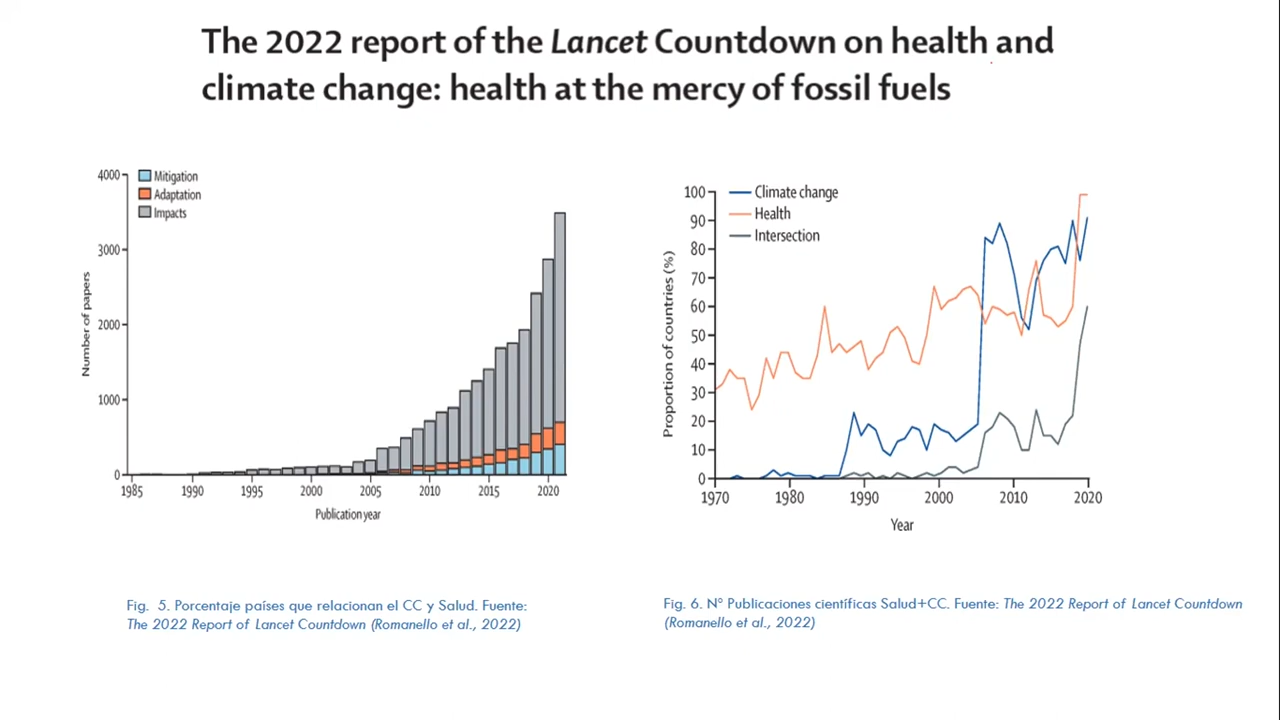 The 2022 report of the Lancet Countdown on health and
climate change: health at the mercy of fossil fuels
Mitigation
Adaptation
Impacts
4000
3000
2000
1000
0
Number of papers
1985
1990
1995
2000
2005
2010
2015
2020
Publication year
Climate change
Health
Intersection
100
90
80
70
60
50
40
30
20
10
0
Proportion of countries (%)
1970
1980
1990
2000
2010
2020
Year
Fig. 5. Porcentaje países que relacionan el CC y Salud. Fuente:
The 2022 Report of Lancet Countdown (Romanello et al., 2022)
Fig. 6. N° Publicaciones científicas Salud+CC. Fuente: The 2022 Report of Lancet Countdown
(Romanello et al., 2022)